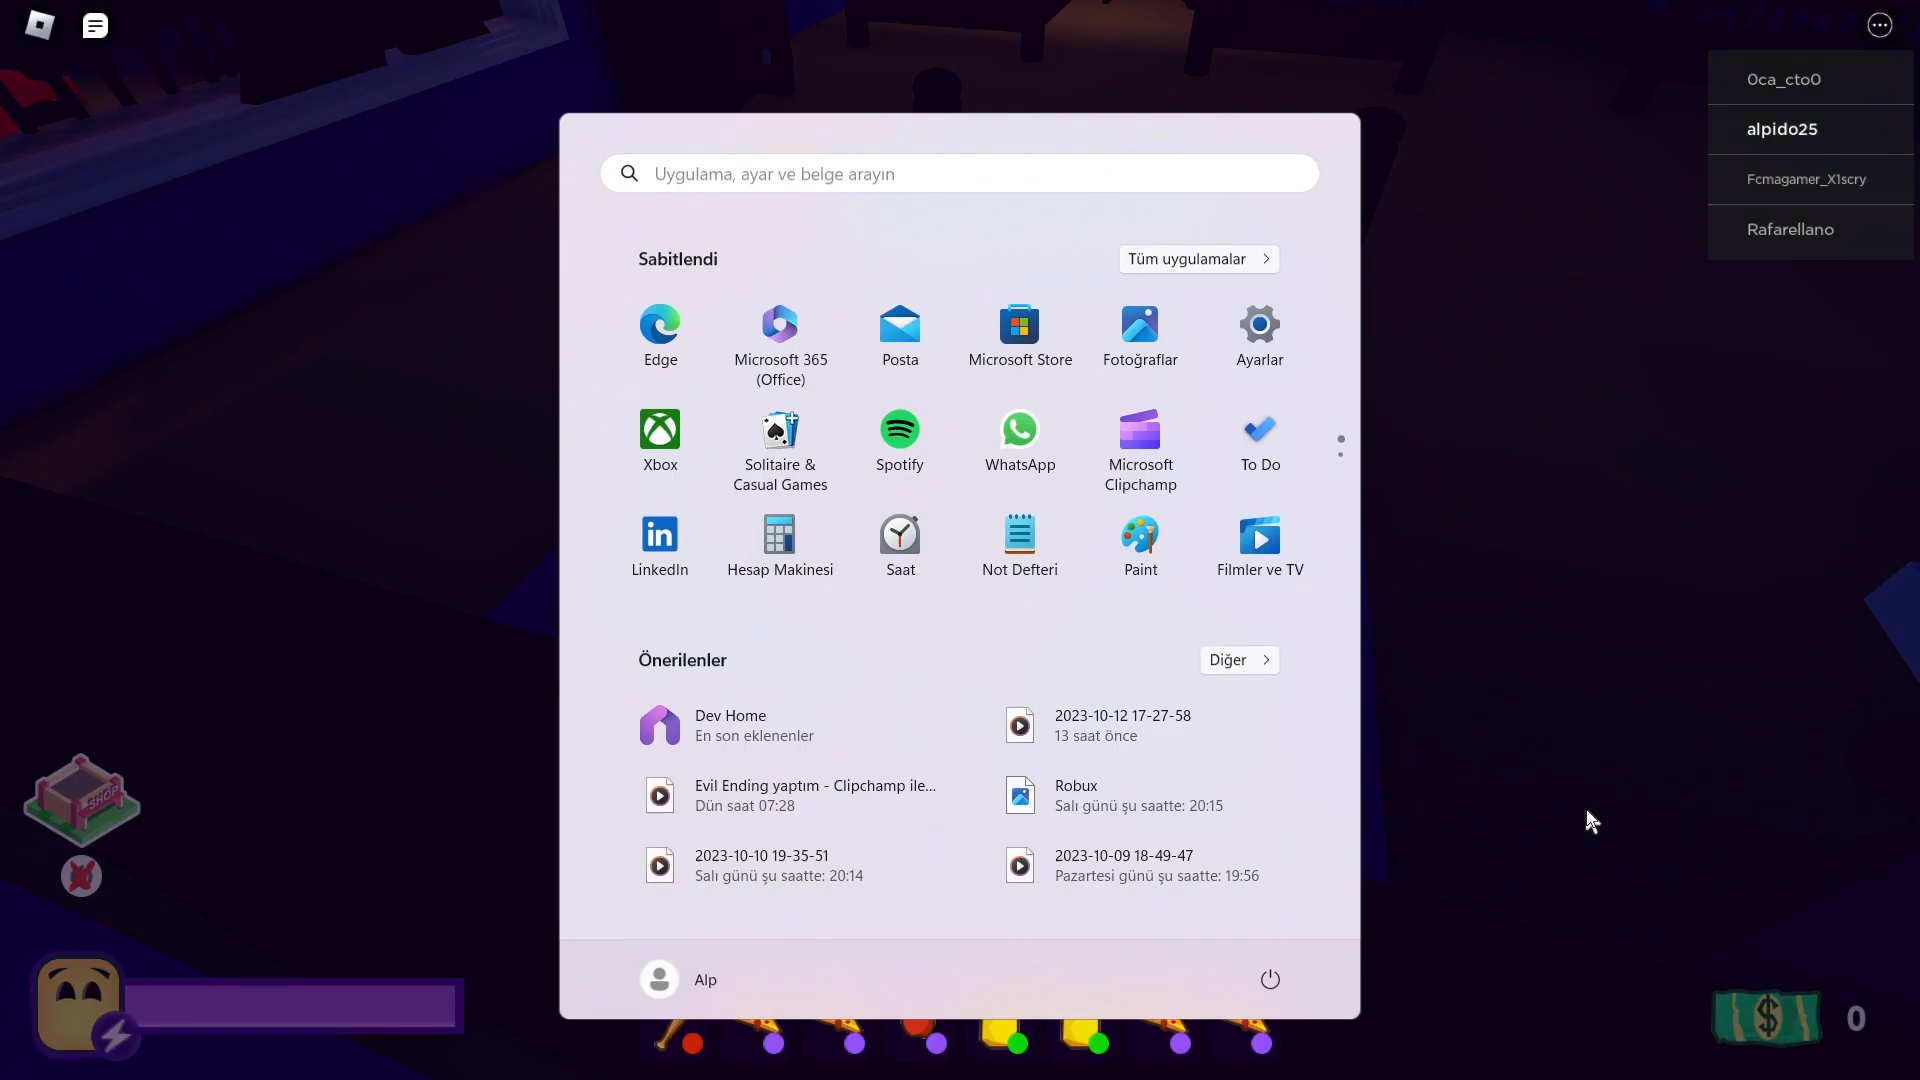 0ca_cto0
alpido25
Fcmagamer_X1scry
Rafarellano
Uygulama, ayar ve belge arayın
Sabitlendi
Tüm uygulamalar
Edge
Microsoft 365
(Office)
Posta
Microsoft Store
Fotoğraflar
Ayarlar
Xbox
Solitaire &
Casual Games
Spotify
WhatsApp
Microsoft
Clipchamp
To Do
LinkedIn
Hesap Makinesi
Saat
Not Defteri
Paint
Filmler ve TV
Önerilenler
Diğer
Dev Home
En son eklenenler
2023-10-12 17-27-58
13 saat önce
Evil Ending yaptım - Clipchamp ile...
Dün saat 07:28
Robux
Salı günü şu saatte: 20:15
2023-10-10 19-35-51
Salı günü şu saatte: 20:14
2023-10-09 18-49-47
Pazartesi günü şu saatte: 19:56
SHOP
Alp
$
0